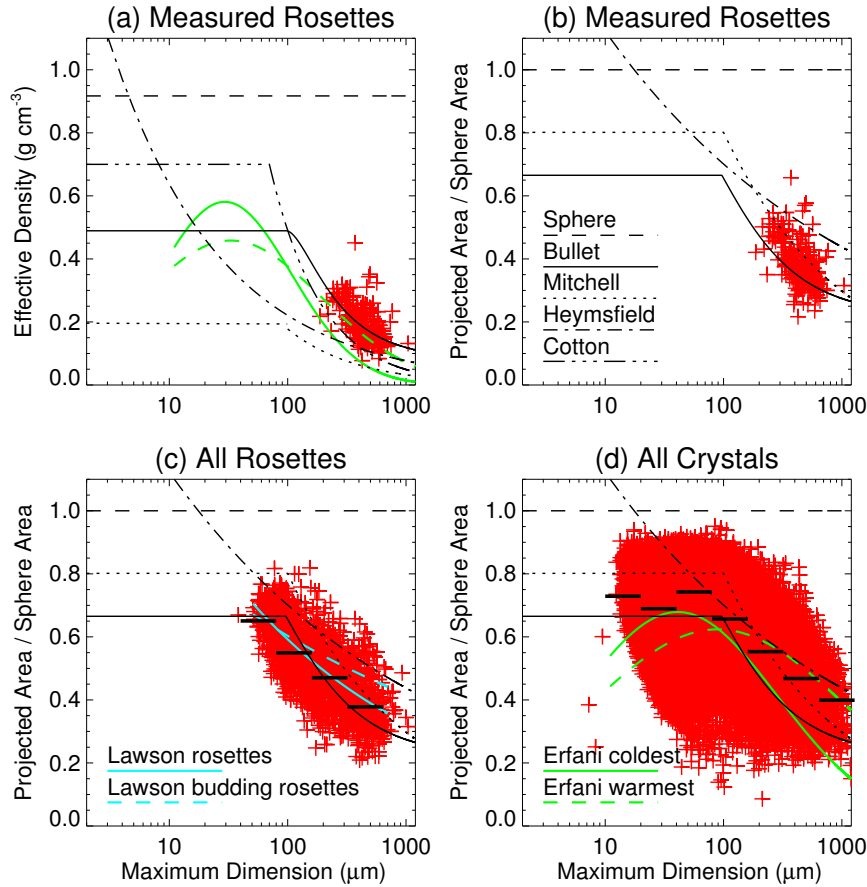 (a) Measured Rosettes
Effective Density (g cm⁻³)
1.0
0.8
0.6
0.4
0.2
0.0
10
100
1000
(b) Measured Rosettes
Projected Area / Sphere Area
1.0
0.8
0.6
0.4
0.2
0.0
Sphere
Bullet
Mitchell
Heymsfield
Cotton
10
100
1000
(c) All Rosettes
Projected Area / Sphere Area
1.0
0.8
0.6
0.4
0.2
0.0
Lawson rosettes
Lawson budding rosettes
10
100
1000
Maximum Dimension (μm)
(d) All Crystals
Projected Area / Sphere Area
1.0
0.8
0.6
0.4
0.2
0.0
Erfani coldest
Erfani warmest
10
100
1000
Maximum Dimension (μm)